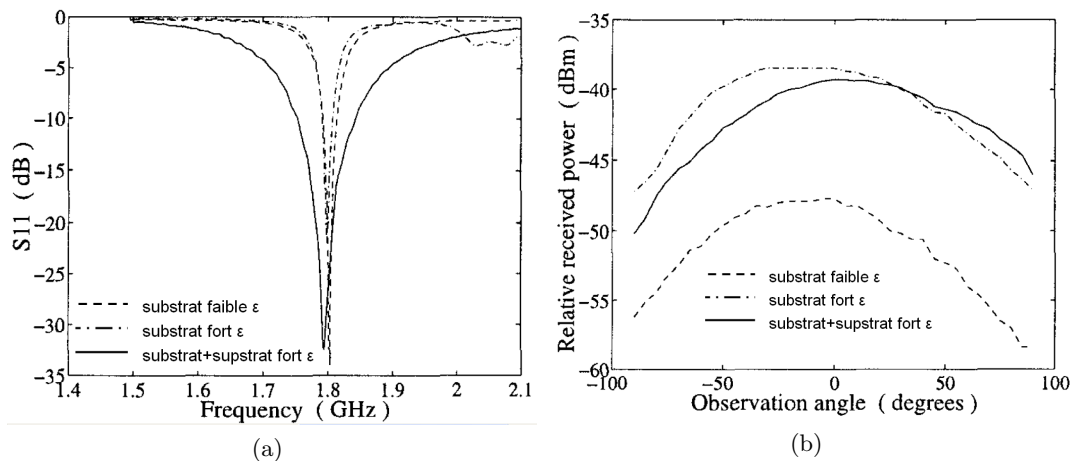 0
−5
−10
−15
−20
−25
−30
−35
S11 ( dB )
substrat faible ε
substrat fort ε
substrat+supstrat fort ε
1.4 1.5 1.6 1.7 1.8 1.9 2 2.1
Frequency ( GHz )
(a)
−35
−40
−45
−50
−55
−60
Relative received power ( dBm )
substrat faible ε
substrat fort ε
substrat+supstrat fort ε
−100 −50 0 50 100
Observation angle ( degrees )
(b)